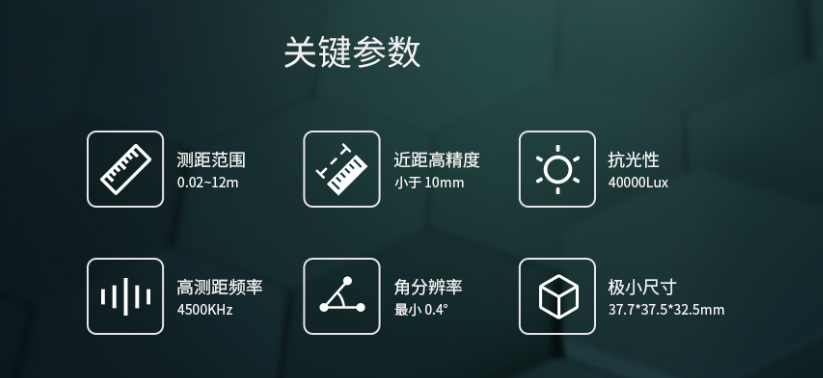 关键参数
测距范围
0.02~12m
近距高精度
小于 10mm
抗光性
40000Lux
高测距频率
4500KHz
角分辨率
最小 0.4°
极小尺寸
37.7*37.5*32.5mm